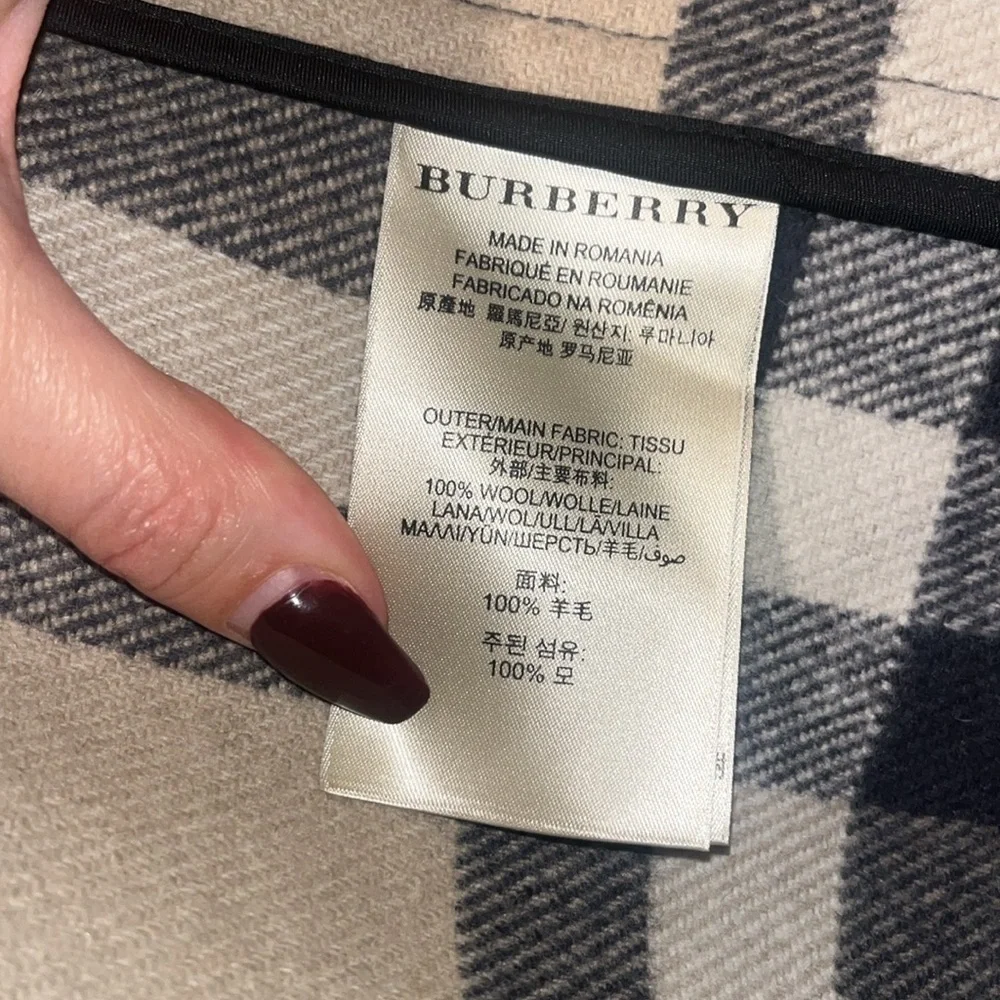 BURBERRY
MADE IN ROMANIA
FABRIQUÉ EN ROUMANIE
FABRICADO NA ROMÊNIA
原產地 羅馬尼亞/ 원산지: 루마니아
原产地 罗马尼亚
OUTER/MAIN FABRIC: TISSU
EXTÉRIEUR/PRINCIPAL:
外部/主要布料:
100% WOOL/WOLLE/LAINE
LANA/WOL/ULL/LÃ/VILLA
ΜΑΛΛΙ/YÜN/ШЕРСТЬ/羊毛/صوف
面料:
100% 羊毛
주된 섬유:
100% 모